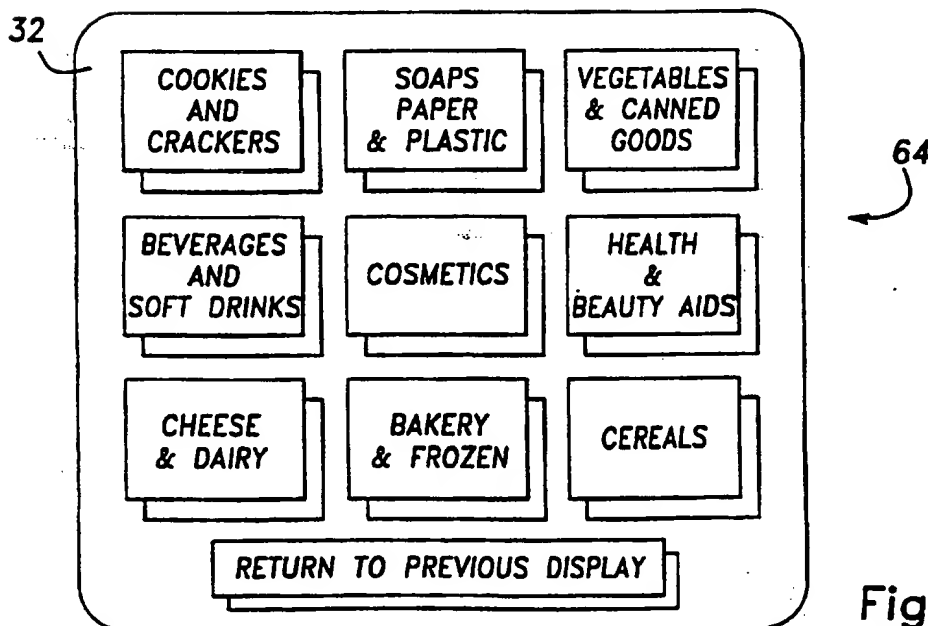 32
COOKIES
AND
CRACKERS
SOAPS
PAPER
& PLASTIC
VEGETABLES
& CANNED
GOODS
64
BEVERAGES
AND
SOFT DRINKS
COSMETICS
HEALTH
&
BEAUTY AIDS
CHEESE
& DAIRY
BAKERY
& FROZEN
CEREALS
RETURN TO PREVIOUS DISPLAY
Fig